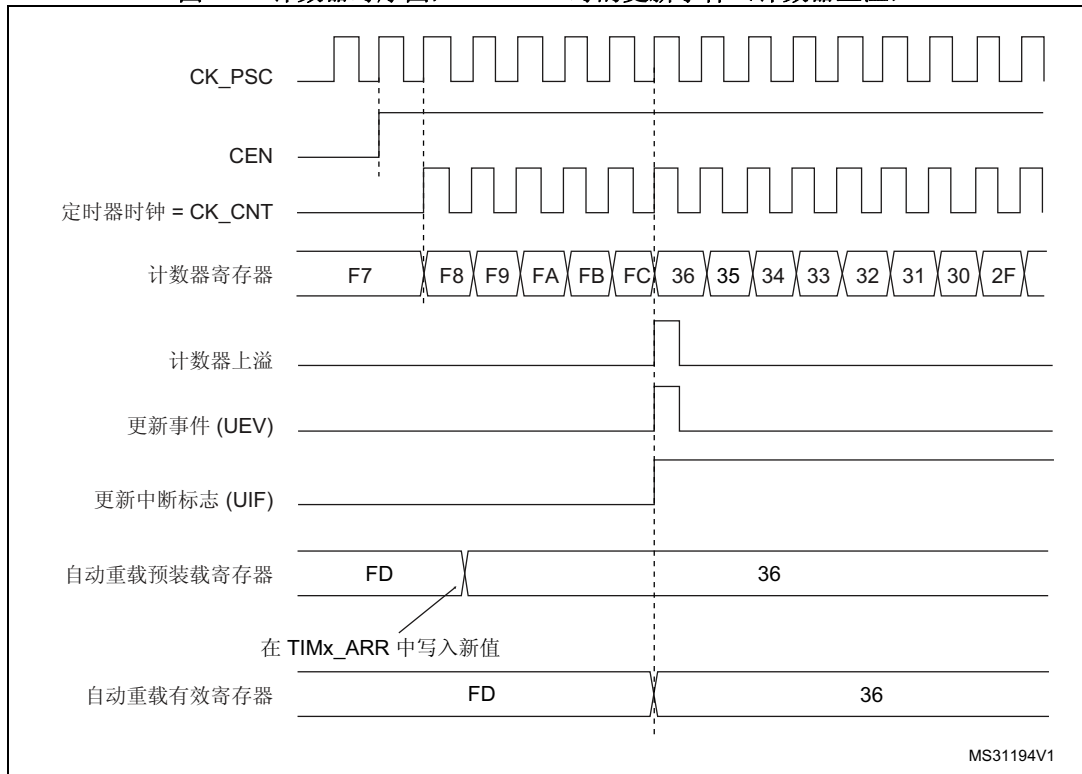 CK_PSC
CEN
定时器时钟 = CK_CNT
计数器寄存器 F7 F8 F9 FA FB FC 36 35 34 33 32 31 30 2F
计数器上溢
更新事件 (UEV)
更新中断标志 (UIF)
自动重载预装载寄存器 FD 36
在 TIMx_ARR 中写入新值
自动重载有效寄存器 FD 36
MS31194V1